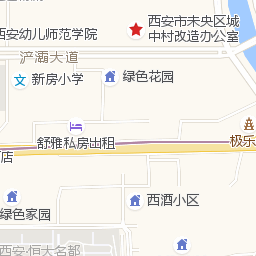 西安市未央区城
中村改造办公室
西安幼儿师范学院
浐灞大道
新房小学
绿色花园
舒雅私房出租
极乐
店
西酒小区
绿色家园
西安恒大名都